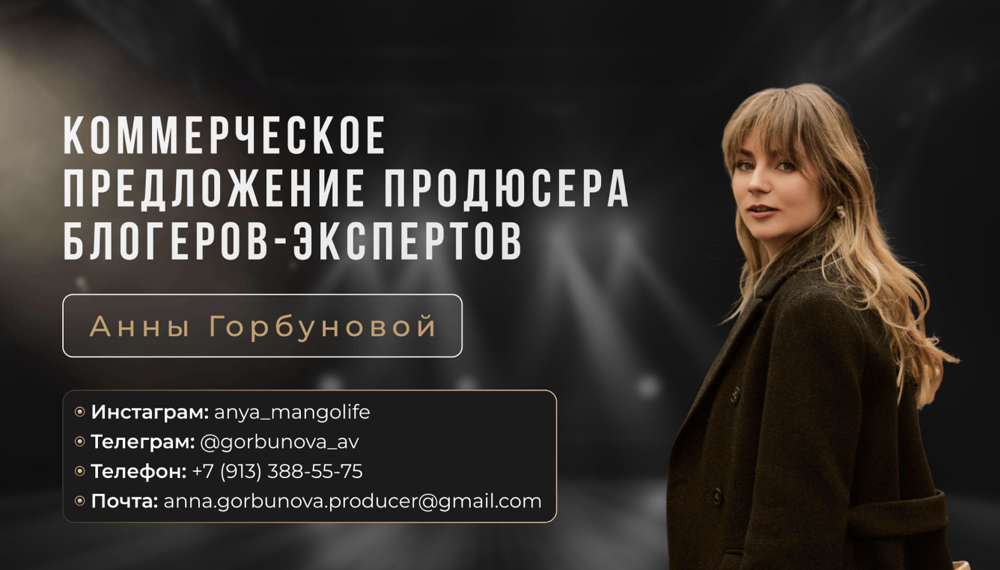 КОММЕРЧЕСКОЕ
ПРЕДЛОЖЕНИЕ ПРОДЮСЕРА
БЛОГЕРОВ-ЭКСПЕРТОВ
Анны Горбуновой
Инстаграм: anya_mangolife
Телеграм: @gorbunova_av
Телефон: +7 (913) 388-55-75
Почта: anna.gorbunova.producer@gmail.com